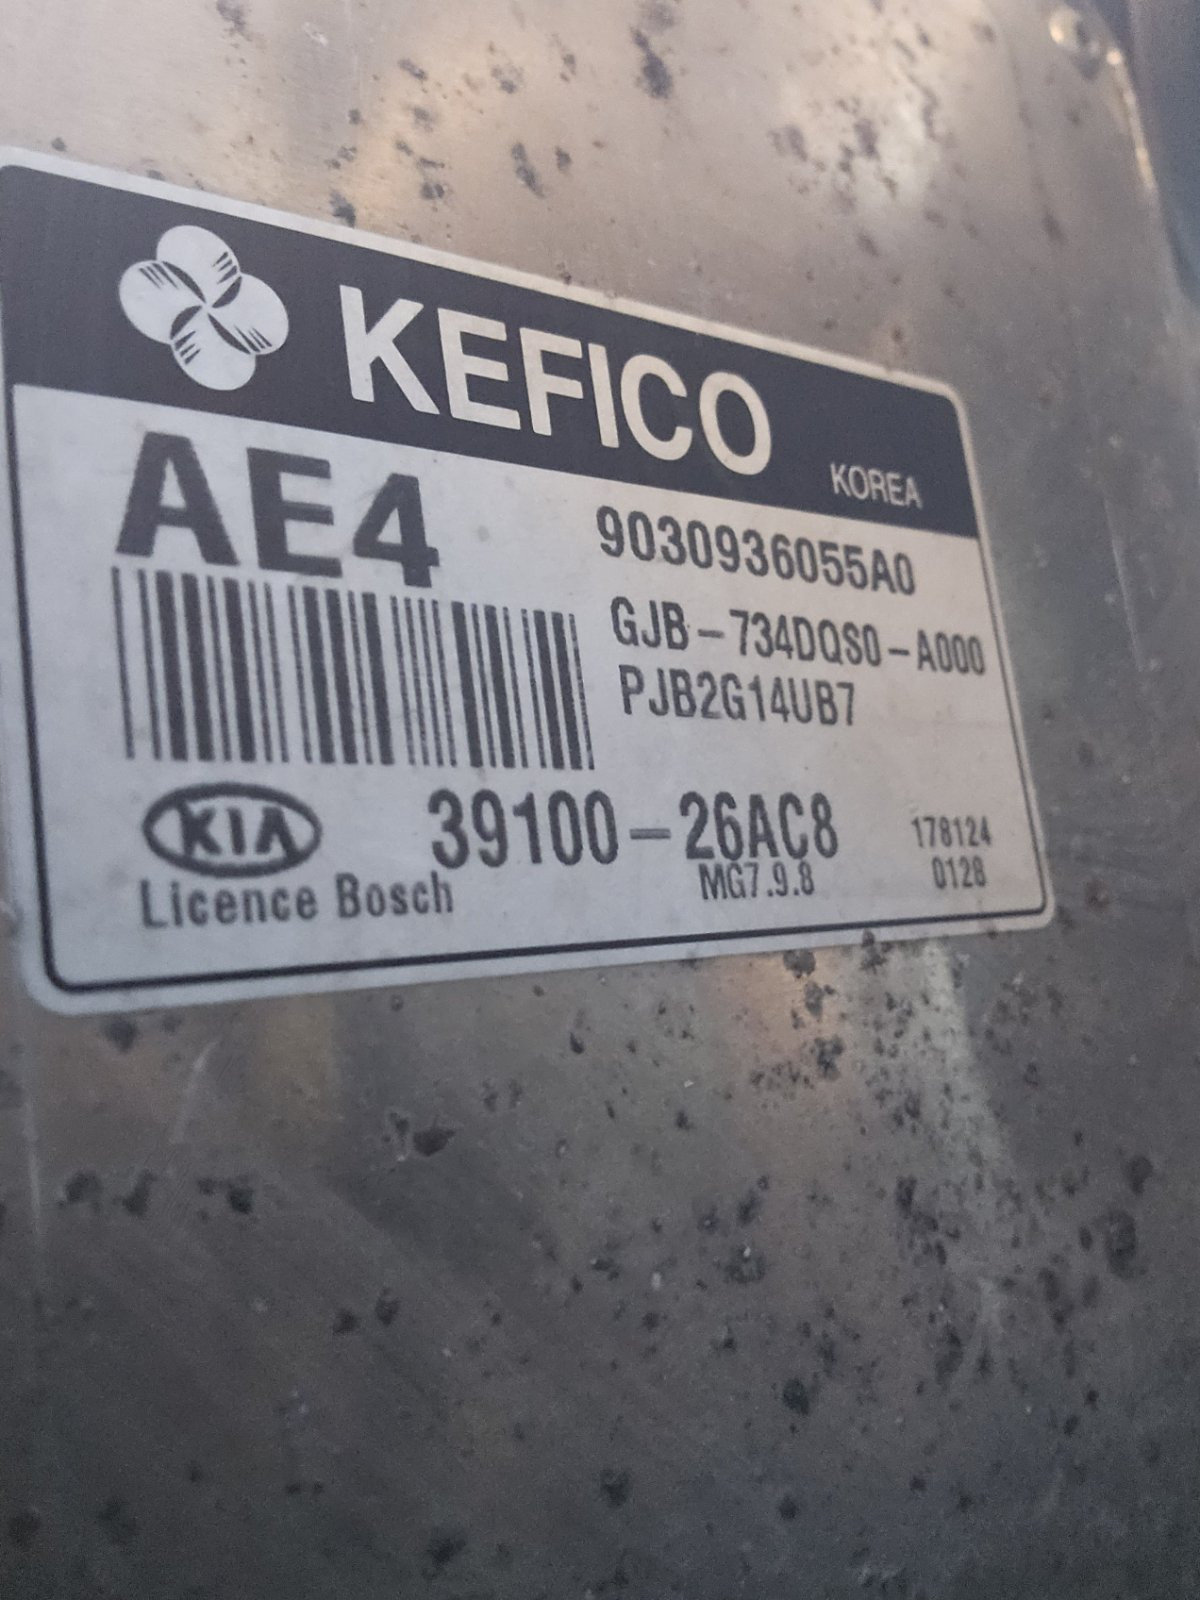 KEFICO
KOREA
AE4
9030936055A0
GJB-734DQS0-A000
PJB2G14UB7
KIA
39100-26AC8
178124
Licence Bosch
MG7.9.8
0128